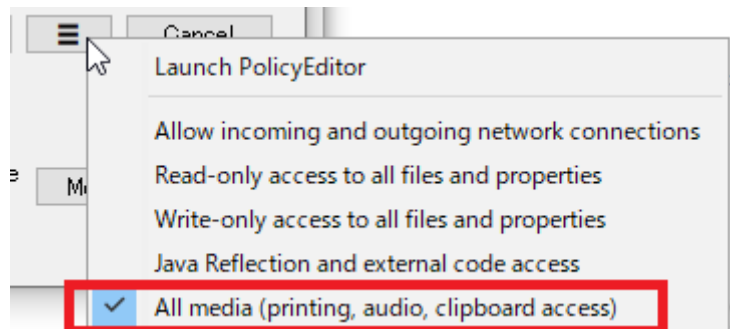 Cancel
Launch PolicyEditor
Allow incoming and outgoing network connections
Read-only access to all files and properties
Write-only access to all files and properties
Java Reflection and external code access
All media (printing, audio, clipboard access)